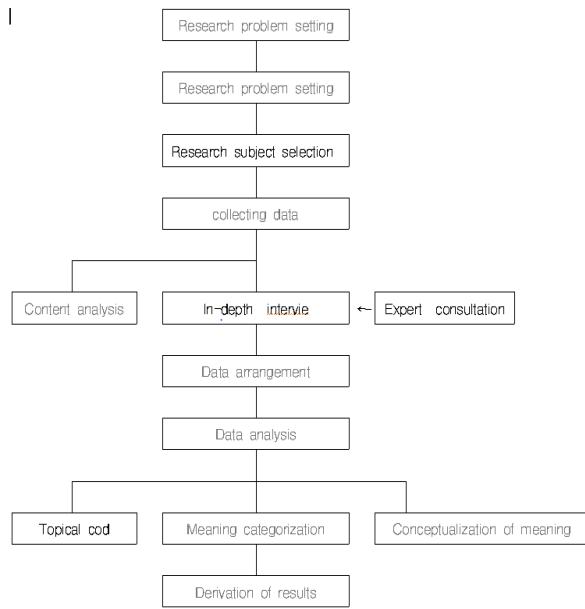 Research problem setting
Research problem setting
Research subject selection
collecting data
Content analysis
In-depth intervie
← Expert consultation
Data arrangement
Data analysis
Topical cod
Meaning categorization
Conceptualization of meaning
Derivation of results